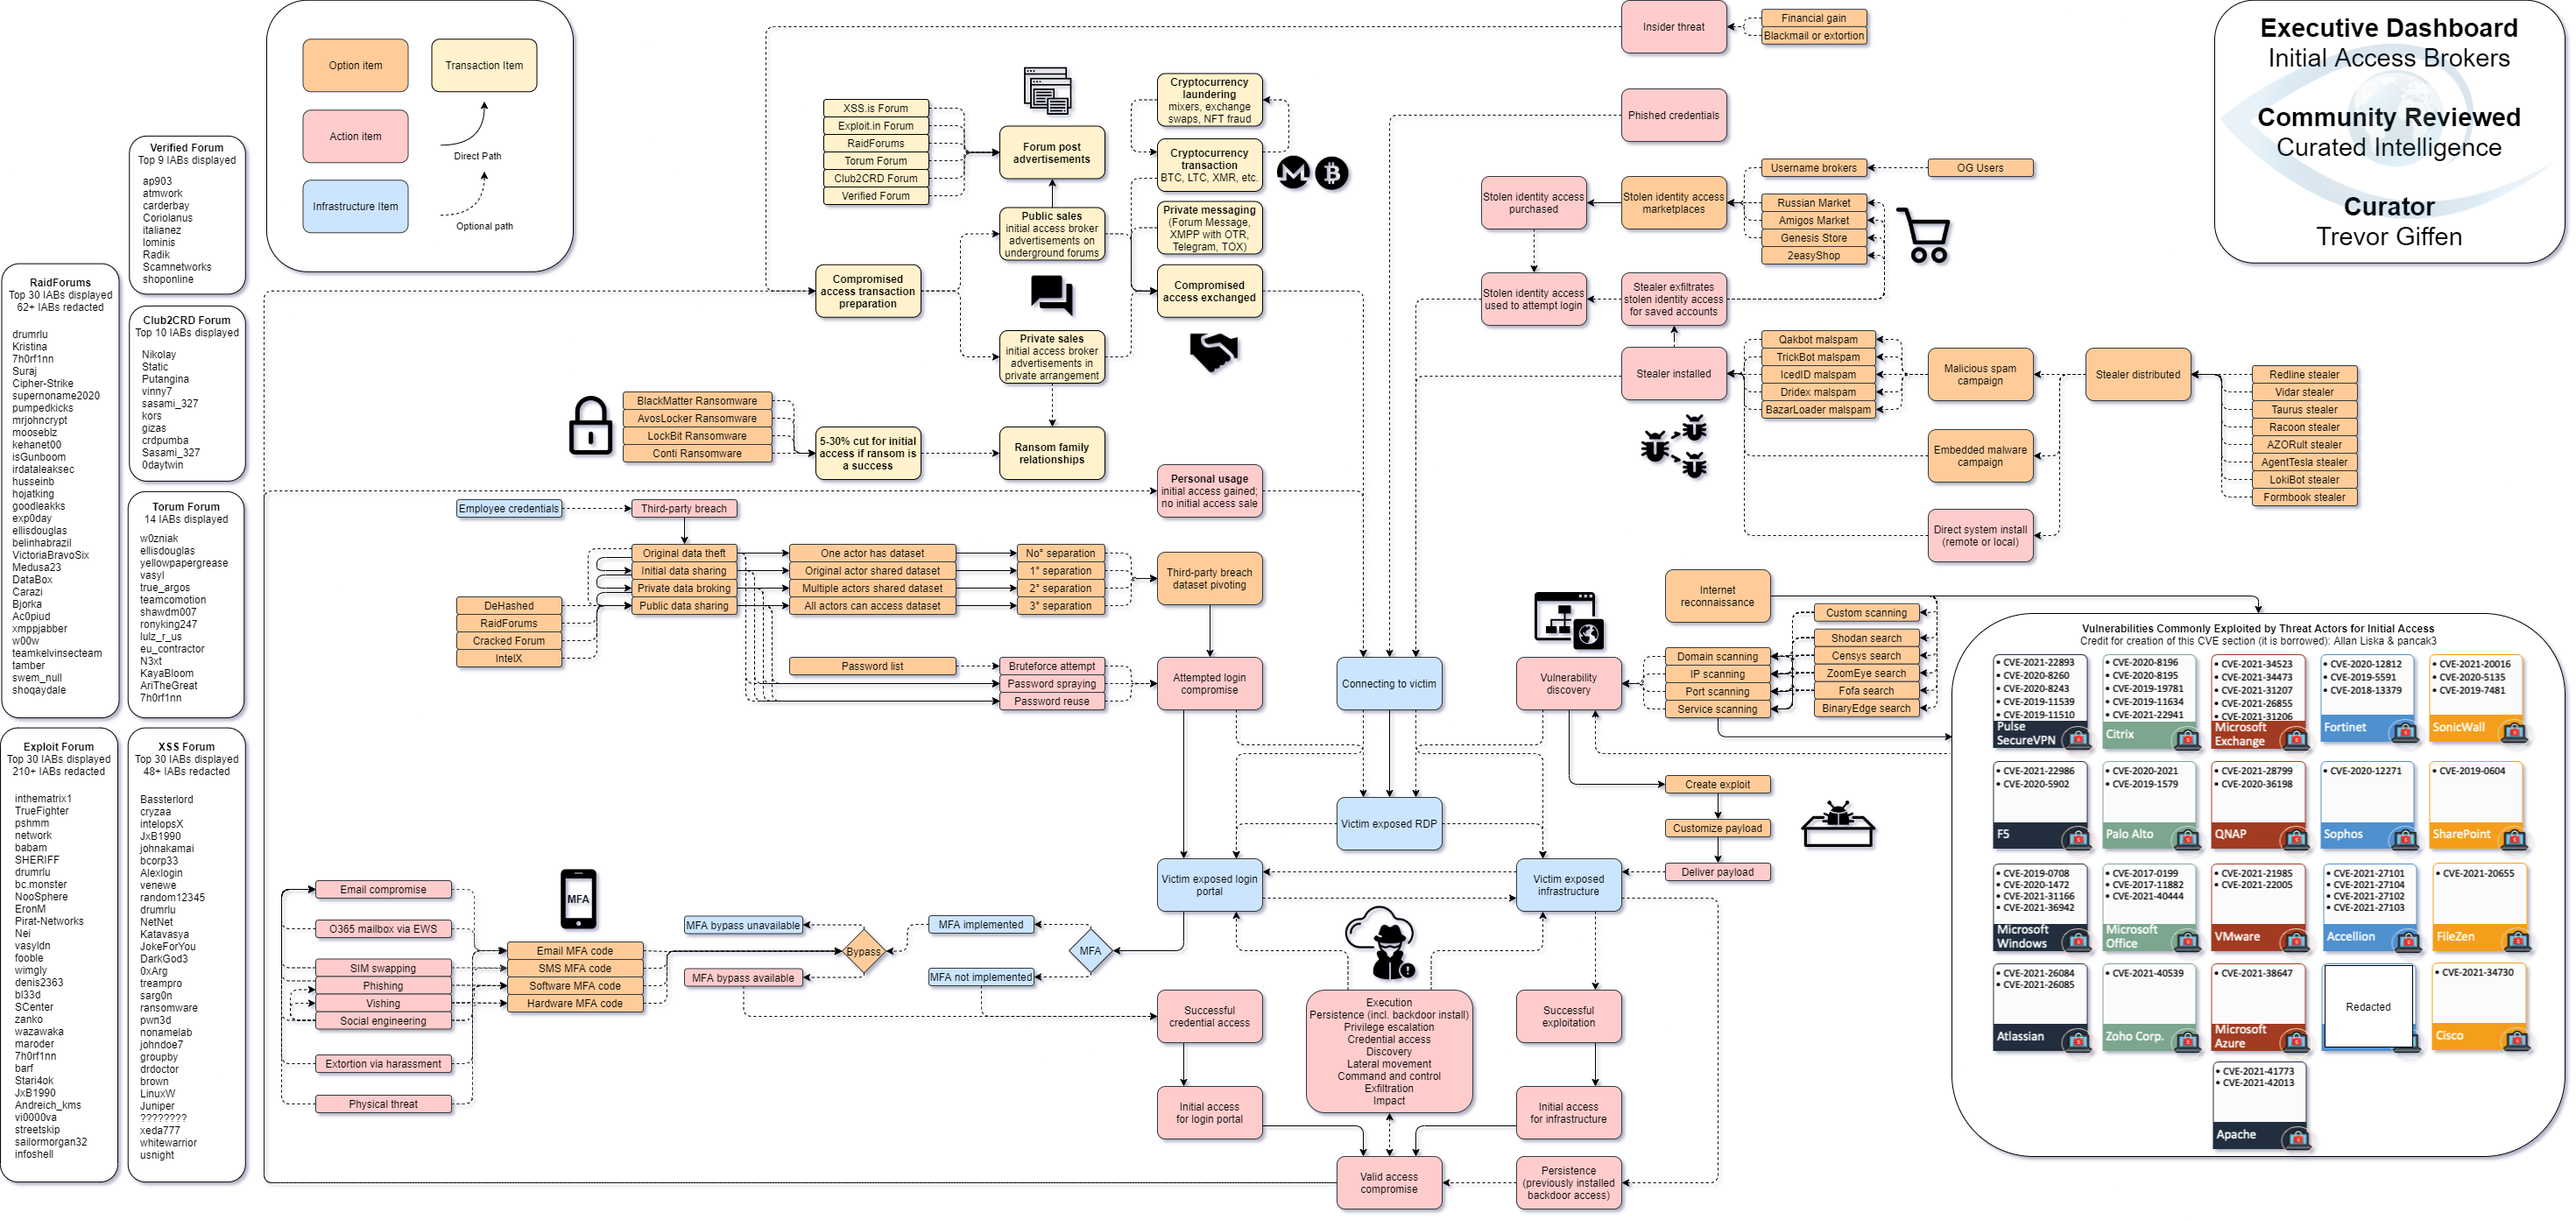 Option item
Transaction Item
Action item
Direct Path
Infrastructure Item
Optional path
Executive Dashboard
Initial Access Brokers
Community Reviewed
Curated Intelligence
Curator
Trevor Giffen
Verified Forum
Top 9 IABs displayed
ap903
atmwork
carderbay
Coriolanus
italianez
lominis
Radik
Scamnetworks
shoponline
RaidForums
Top 30 IABs displayed
62+ IABs redacted
drumrlu
Kristina
7h0rf1nn
Suraj
Cipher-Strike
supernoname2020
pumpedkicks
mrjohncrypt
mooseblz
kehanet00
isGunboom
irdataleaksec
husseinb
hojatking
goodleakks
exp0day
ellisdouglas
belinhabrazil
VictoriaBravoSix
Medusa23
DataBox
Carazi
Bjorka
Ac0piud
xmppjabber
w00w
teamkelvinsecteam
tamber
swem_null
shoqaydale
Club2CRD Forum
Top 10 IABs displayed
Nikolay
Static
Putangina
vinny7
sasami_327
kors
gizas
crdpumba
Sasami_327
0daytwin
Torum Forum
14 IABs displayed
w0zniak
ellisdouglas
yellowpapergrease
vasyl
true_argos
teamcomotion
shawdm007
ronyking247
lulz_r_us
eu_contractor
N3xt
KayaBloom
AriTheGreat
7h0rf1nn
Exploit Forum
Top 30 IABs displayed
210+ IABs redacted
inthematrix1
TrueFighter
pshmm
network
babam
SHERIFF
drumrlu
bc.monster
NooSphere
EronM
Pirat-Networks
Nei
vasyldn
fooble
wimgly
denis2363
bl33d
SCenter
zanko
wazawaka
maroder
7h0rf1nn
barf
Stari4ok
JxB1990
Andreich_kms
vi0000va
streetskip
sailormorgan32
infoshell
XSS Forum
Top 30 IABs displayed
48+ IABs redacted
Bassterlord
cryzaa
intelopsX
JxB1990
johnakamai
bcorp33
Alexlogin
venewe
random12345
drumrlu
NetNet
Katavasya
JokeForYou
DarkGod3
0xArg
treampro
sarg0n
ransomware
pwn3d
nonamelab
johndoe7
groupby
drdoctor
brown
LinuxW
Juniper
????????
xeda777
whitewarrior
usnight
XSS.is Forum
Exploit.in Forum
RaidForums
Torum Forum
Club2CRD Forum
Verified Forum
Forum post
advertisements
Public sales
initial access broker
advertisements on
underground forums
Compromised
access transaction
preparation
Private sales
initial access broker
advertisements in
private arrangement
Cryptocurrency
laundering
mixers, exchange
swaps, NFT fraud
Cryptocurrency
transaction
BTC, LTC, XMR, etc.
Private messaging
(Forum Message,
XMPP with OTR,
Telegram, TOX)
Compromised
access exchanged
BlackMatter Ransomware
AvosLocker Ransomware
LockBit Ransomware
Conti Ransomware
5-30% cut for initial
access if ransom is
a success
Ransom family
relationships
Personal usage
initial access gained;
no initial access sale
Employee credentials
Third-party breach
Original data theft
Initial data sharing
Private data broking
Public data sharing
One actor has dataset
Original actor shared dataset
Multiple actors shared dataset
All actors can access dataset
No° separation
1° separation
2° separation
3° separation
Third-party breach
dataset pivoting
DeHashed
RaidForums
Cracked Forum
IntelX
Password list
Bruteforce attempt
Password spraying
Password reuse
Attempted login
compromise
Insider threat
Financial gain
Blackmail or extortion
Phished credentials
Stolen identity access
purchased
Stolen identity access
marketplaces
Username brokers
OG Users
Russian Market
Amigos Market
Genesis Store
2easyShop
Stolen identity access
used to attempt login
Stealer exfiltrates
stolen identity access
for saved accounts
Stealer installed
Qakbot malspam
TrickBot malspam
IcedID malspam
Dridex malspam
BazarLoader malspam
Malicious spam
campaign
Stealer distributed
Redline stealer
Vidar stealer
Taurus stealer
Racoon stealer
AZORult stealer
AgentTesla stealer
LokiBot stealer
Formbook stealer
Embedded malware
campaign
Direct system install
(remote or local)
Internet
reconnaissance
Custom scanning
Shodan search
Censys search
ZoomEye search
Fofa search
BinaryEdge search
Domain scanning
IP scanning
Port scanning
Service scanning
Vulnerability
discovery
Connecting to victim
Victim exposed RDP
Create exploit
Customize payload
Deliver payload
Victim exposed login
portal
Victim exposed
infrastructure
Email compromise
O365 mailbox via EWS
SIM swapping
Phishing
Vishing
Social engineering
Extortion via harassment
Physical threat
MFA
Email MFA code
SMS MFA code
Software MFA code
Hardware MFA code
MFA bypass unavailable
MFA bypass available
Bypass
MFA implemented
MFA not implemented
MFA
Successful
credential access
Initial access
for login portal
Execution
Persistence (incl. backdoor install)
Privilege escalation
Credential access
Discovery
Lateral movement
Command and control
Exfiltration
Impact
Successful
exploitation
Initial access
for infrastructure
Valid access
compromise
Persistence
(previously installed
backdoor access)
Vulnerabilities Commonly Exploited by Threat Actors for Initial Access
Credit for creation of this CVE section (it is borrowed): Allan Liska & pancak3
• CVE-2021-22893
• CVE-2020-8260
• CVE-2020-8243
• CVE-2019-11539
• CVE-2019-11510
Pulse
SecureVPN
• CVE-2020-8196
• CVE-2020-8195
• CVE-2019-19781
• CVE-2019-11634
• CVE-2021-22941
Citrix
• CVE-2021-34523
• CVE-2021-34473
• CVE-2021-31207
• CVE-2021-26855
• CVE-2021-31206
Microsoft
Exchange
• CVE-2020-12812
• CVE-2019-5591
• CVE-2018-13379
Fortinet
• CVE-2021-20016
• CVE-2020-5135
• CVE-2019-7481
SonicWall
• CVE-2021-22986
• CVE-2020-5902
F5
• CVE-2020-2021
• CVE-2019-1579
Palo Alto
• CVE-2021-28799
• CVE-2020-36198
QNAP
• CVE-2020-12271
Sophos
• CVE-2019-0604
SharePoint
• CVE-2019-0708
• CVE-2020-1472
• CVE-2021-31166
• CVE-2021-36942
Microsoft
Windows
• CVE-2017-0199
• CVE-2017-11882
• CVE-2021-40444
Microsoft
Office
• CVE-2021-21985
• CVE-2021-22005
VMware
• CVE-2021-27101
• CVE-2021-27104
• CVE-2021-27102
• CVE-2021-27103
Accellion
• CVE-2021-20655
FileZen
• CVE-2021-26084
• CVE-2021-26085
Atlassian
• CVE-2021-40539
Zoho Corp.
• CVE-2021-38647
Microsoft
Azure
Redacted
• CVE-2021-34730
Cisco
• CVE-2021-41773
• CVE-2021-42013
Apache